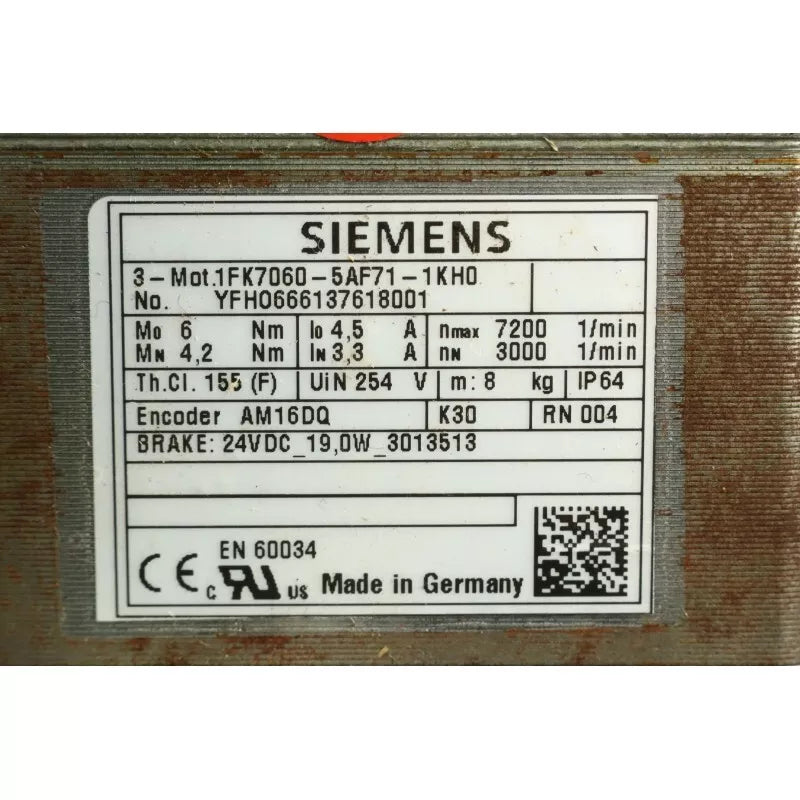 SIEMENS
3-Mot.1FK7060-5AF71-1KH0
No. YFH0666137618001
M0 6 Nm I0 4,5 A nmax 7200 1/min
MN 4,2 Nm IN 3,3 A nN 3000 1/min
Th.Cl. 155 (F) UiN 254 V m: 8 kg IP64
Encoder AM16DQ K30 RN 004
BRAKE: 24VDC_19,0W_3013513
EN 60034
CE c RU US Made in Germany